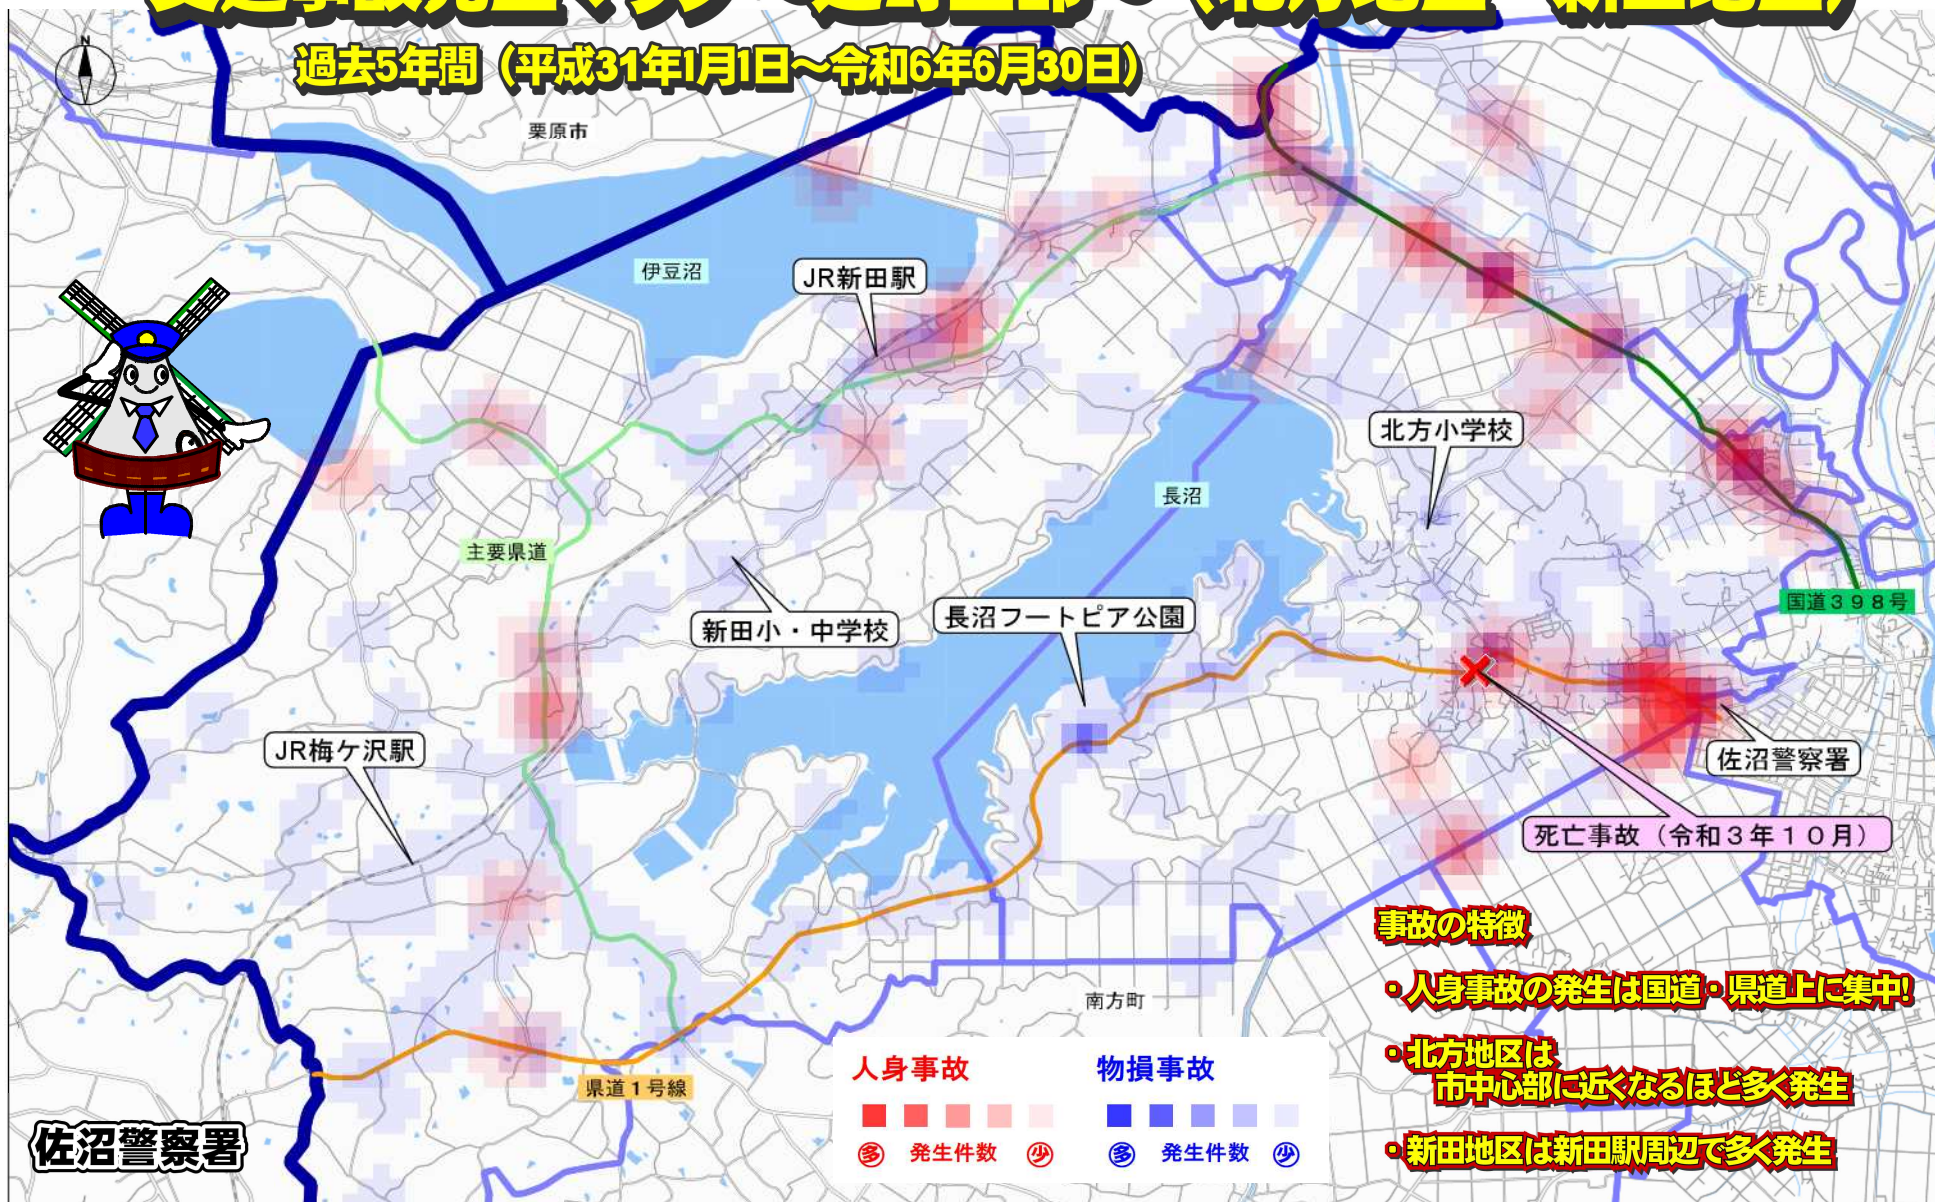 過去5年間（平成31年1月1日～令和6年6月30日）
N
栗原市
伊豆沼
JR新田駅
北方小学校
長沼
主要県道
国道３９８号
新田小・中学校
長沼フートピア公園
JR梅ケ沢駅
佐沼警察署
死亡事故（令和３年１０月）
事故の特徴
・人身事故の発生は国道・県道上に集中!
南方町
・北方地区は
市中心部に近くなるほど多く発生
県道１号線
人身事故 物損事故
多 発生件数 少 多 発生件数 少
・新田地区は新田駅周辺で多く発生
佐沼警察署